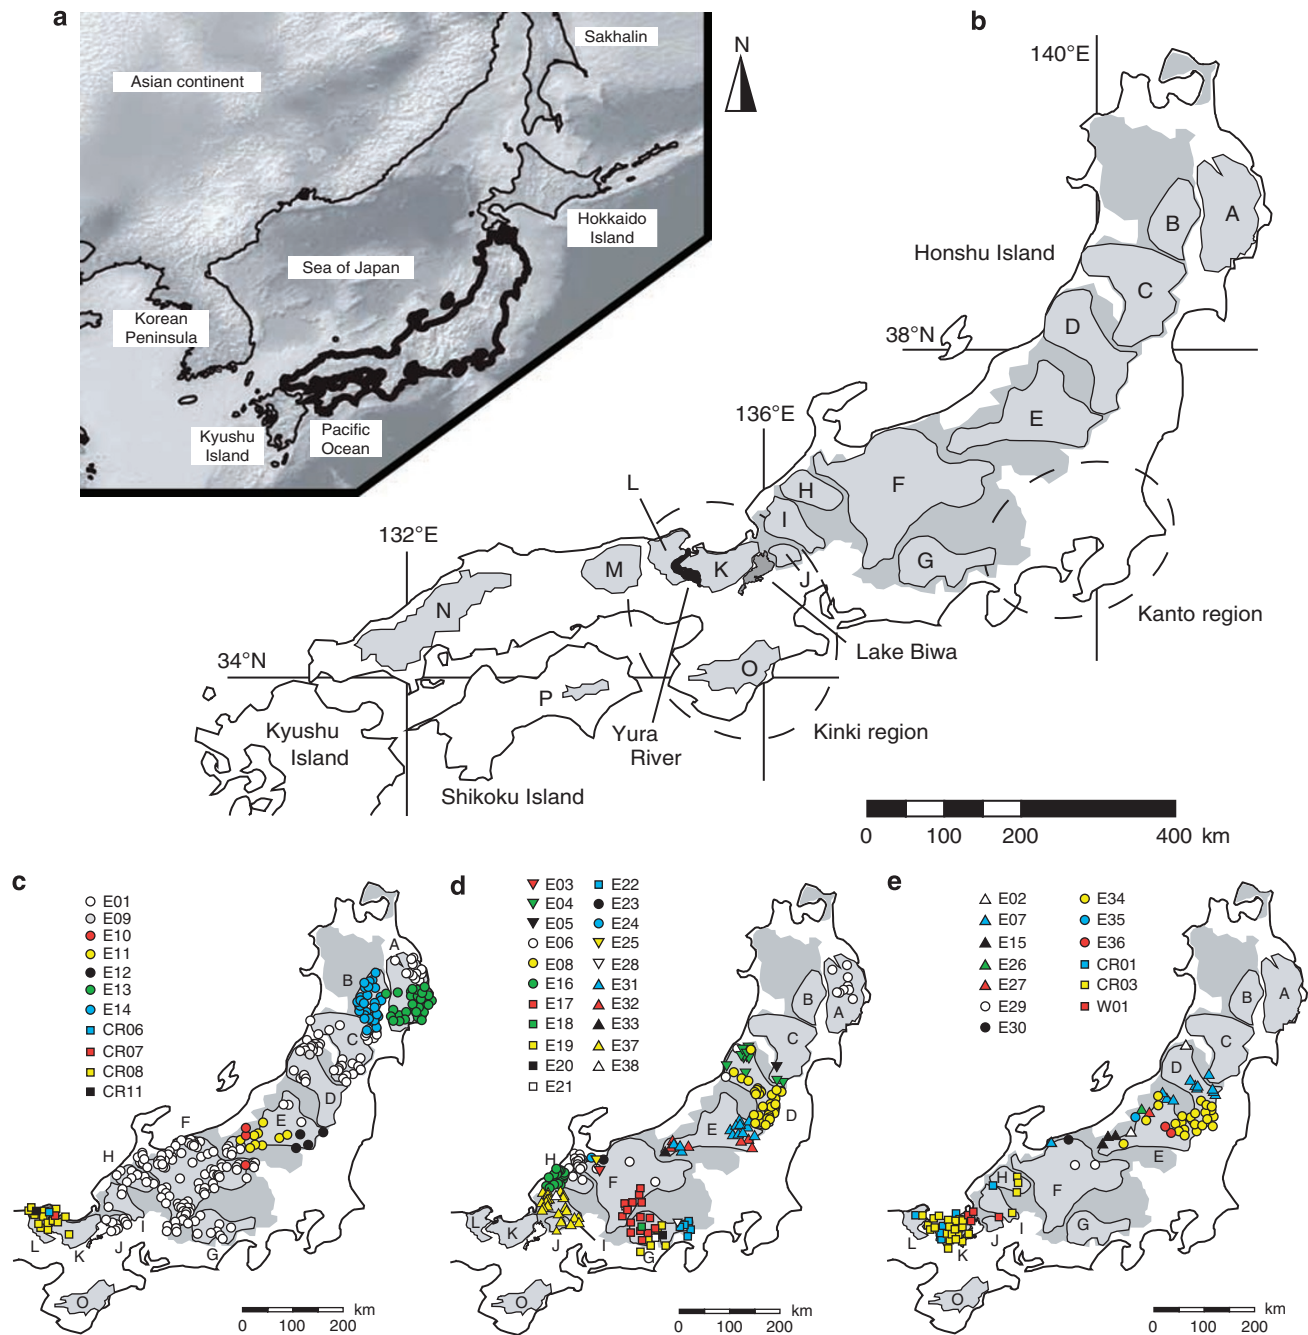 a
Sakhalin
Asian continent
Hokkaido
Island
Sea of Japan
Korean
Peninsula
Kyushu
Island
Pacific
Ocean
N
b
140°E
B
A
Honshu Island
C
D
38°N
E
136°E
F
H
I
G
L
132°E
M
K
J
Kanto region
N
Lake Biwa
34°N
O
P
Kyushu
Island
Yura
River
Kinki region
Shikoku Island
0 100 200 400 km
c
E01
E09
E10
E11
E12
E13
E14
CR06
CR07
CR08
CR11
A
B
C
D
E
F
H
I
L
K
J
G
O
km
0 100 200
d
E03
E04
E05
E06
E08
E16
E17
E18
E19
E20
E21
E22
E23
E24
E25
E28
E31
E32
E33
E37
E38
B
A
C
D
E
H
F
L
K
J
I
G
O
km
0 100 200
e
E02
E07
E15
E26
E27
E29
E30
E34
E35
E36
CR01
CR03
W01
B
A
C
D
E
H
F
I
G
L
K
J
O
km
0 100 200